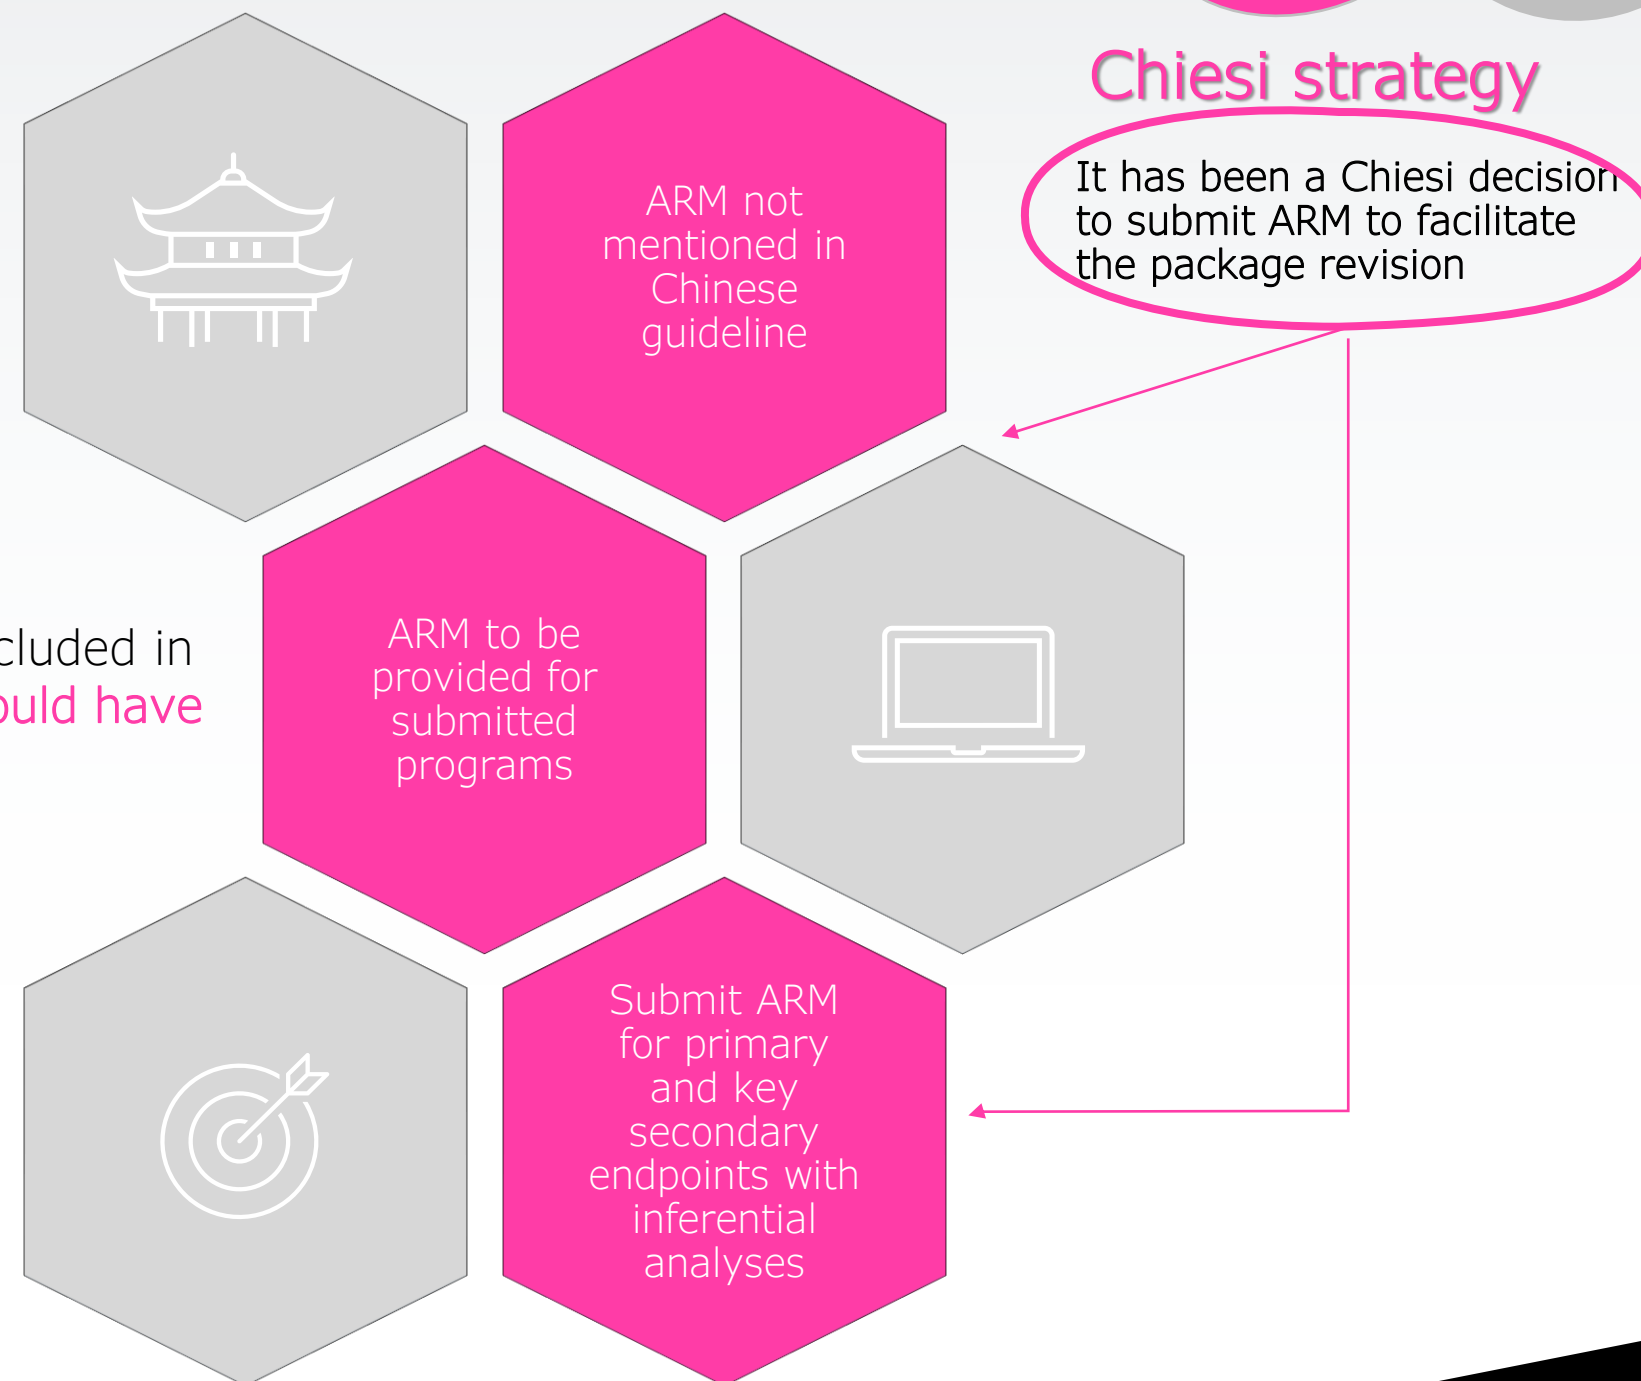 Chiesi strategy
It has been a Chiesi decision
to submit ARM to facilitate
the package revision
ARM not
mentioned in
Chinese
guideline
in
have
ARM to be
provided for
submitted
programs
Submit ARM
for primary
and key
secondary
endpoints with
inferential
analyses